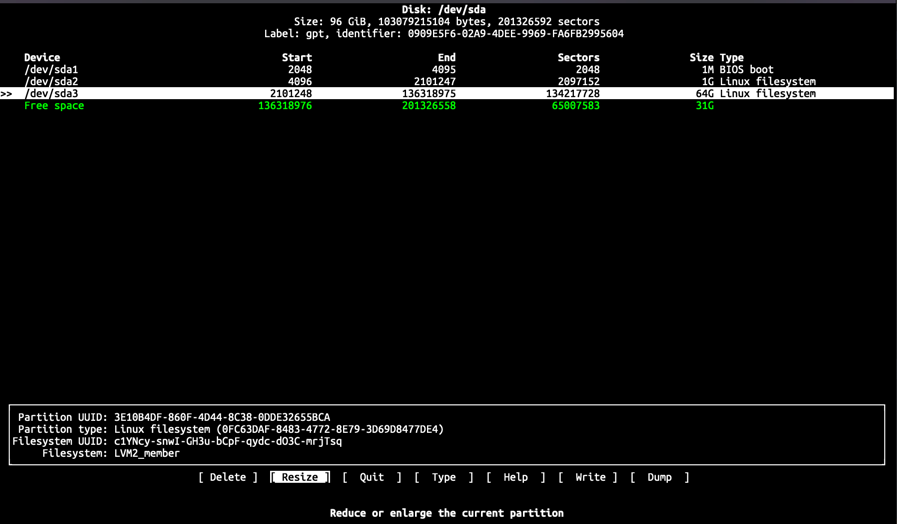 Disk: /dev/sda
Size: 96 GiB, 103079215104 bytes, 201326592 sectors
Label: gpt, identifier: 0909E5F6-02A9-4DEE-9969-FA6FB2995604
Device Start End Sectors Size Type
/dev/sda1 2048 4095 2048 1M BIOS boot
/dev/sda2 4096 2101247 2097152 1G Linux filesystem
>> /dev/sda3 2101248 136318975 134217728 64G Linux filesystem
Free space 136318976 201326558 65007583 31G
Partition UUID: 3E10B4DF-860F-4D44-8C38-0DDE32655BCA
Partition type: Linux filesystem (0FC63DAF-8483-4772-8E79-3D69D8477DE4)
Filesystem UUID: c1YNcy-snwI-GH3u-bCpF-qydc-dO3C-mrjTsq
Filesystem: LVM2_member
[ Delete ] [ Resize ] [ Quit ] [ Type ] [ Help ] [ Write ] [ Dump ]
Reduce or enlarge the current partition